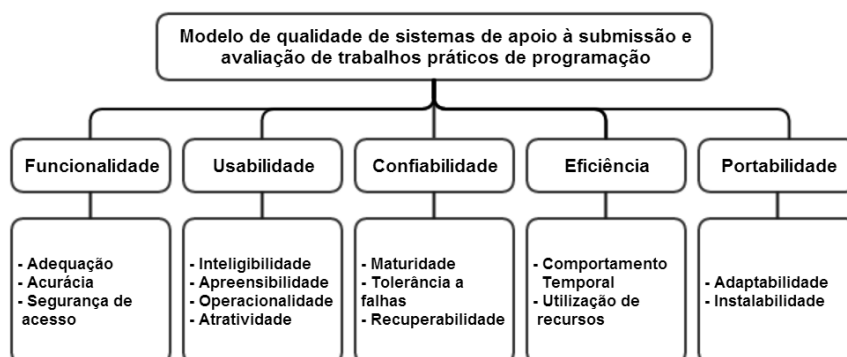 Modelo de qualidade de sistemas de apoio à submissão e
avaliação de trabalhos práticos de programação
Funcionalidade
Usabilidade
Confiabilidade
Eficiência
Portabilidade
- Adequação
- Acurácia
- Segurança de
acesso
- Inteligibilidade
- Apreensibilidade
- Operacionalidade
- Atratividade
- Maturidade
- Tolerância a
falhas
- Recuperabilidade
- Comportamento
Temporal
- Utilização de
recursos
- Adaptabilidade
- Instalabilidade